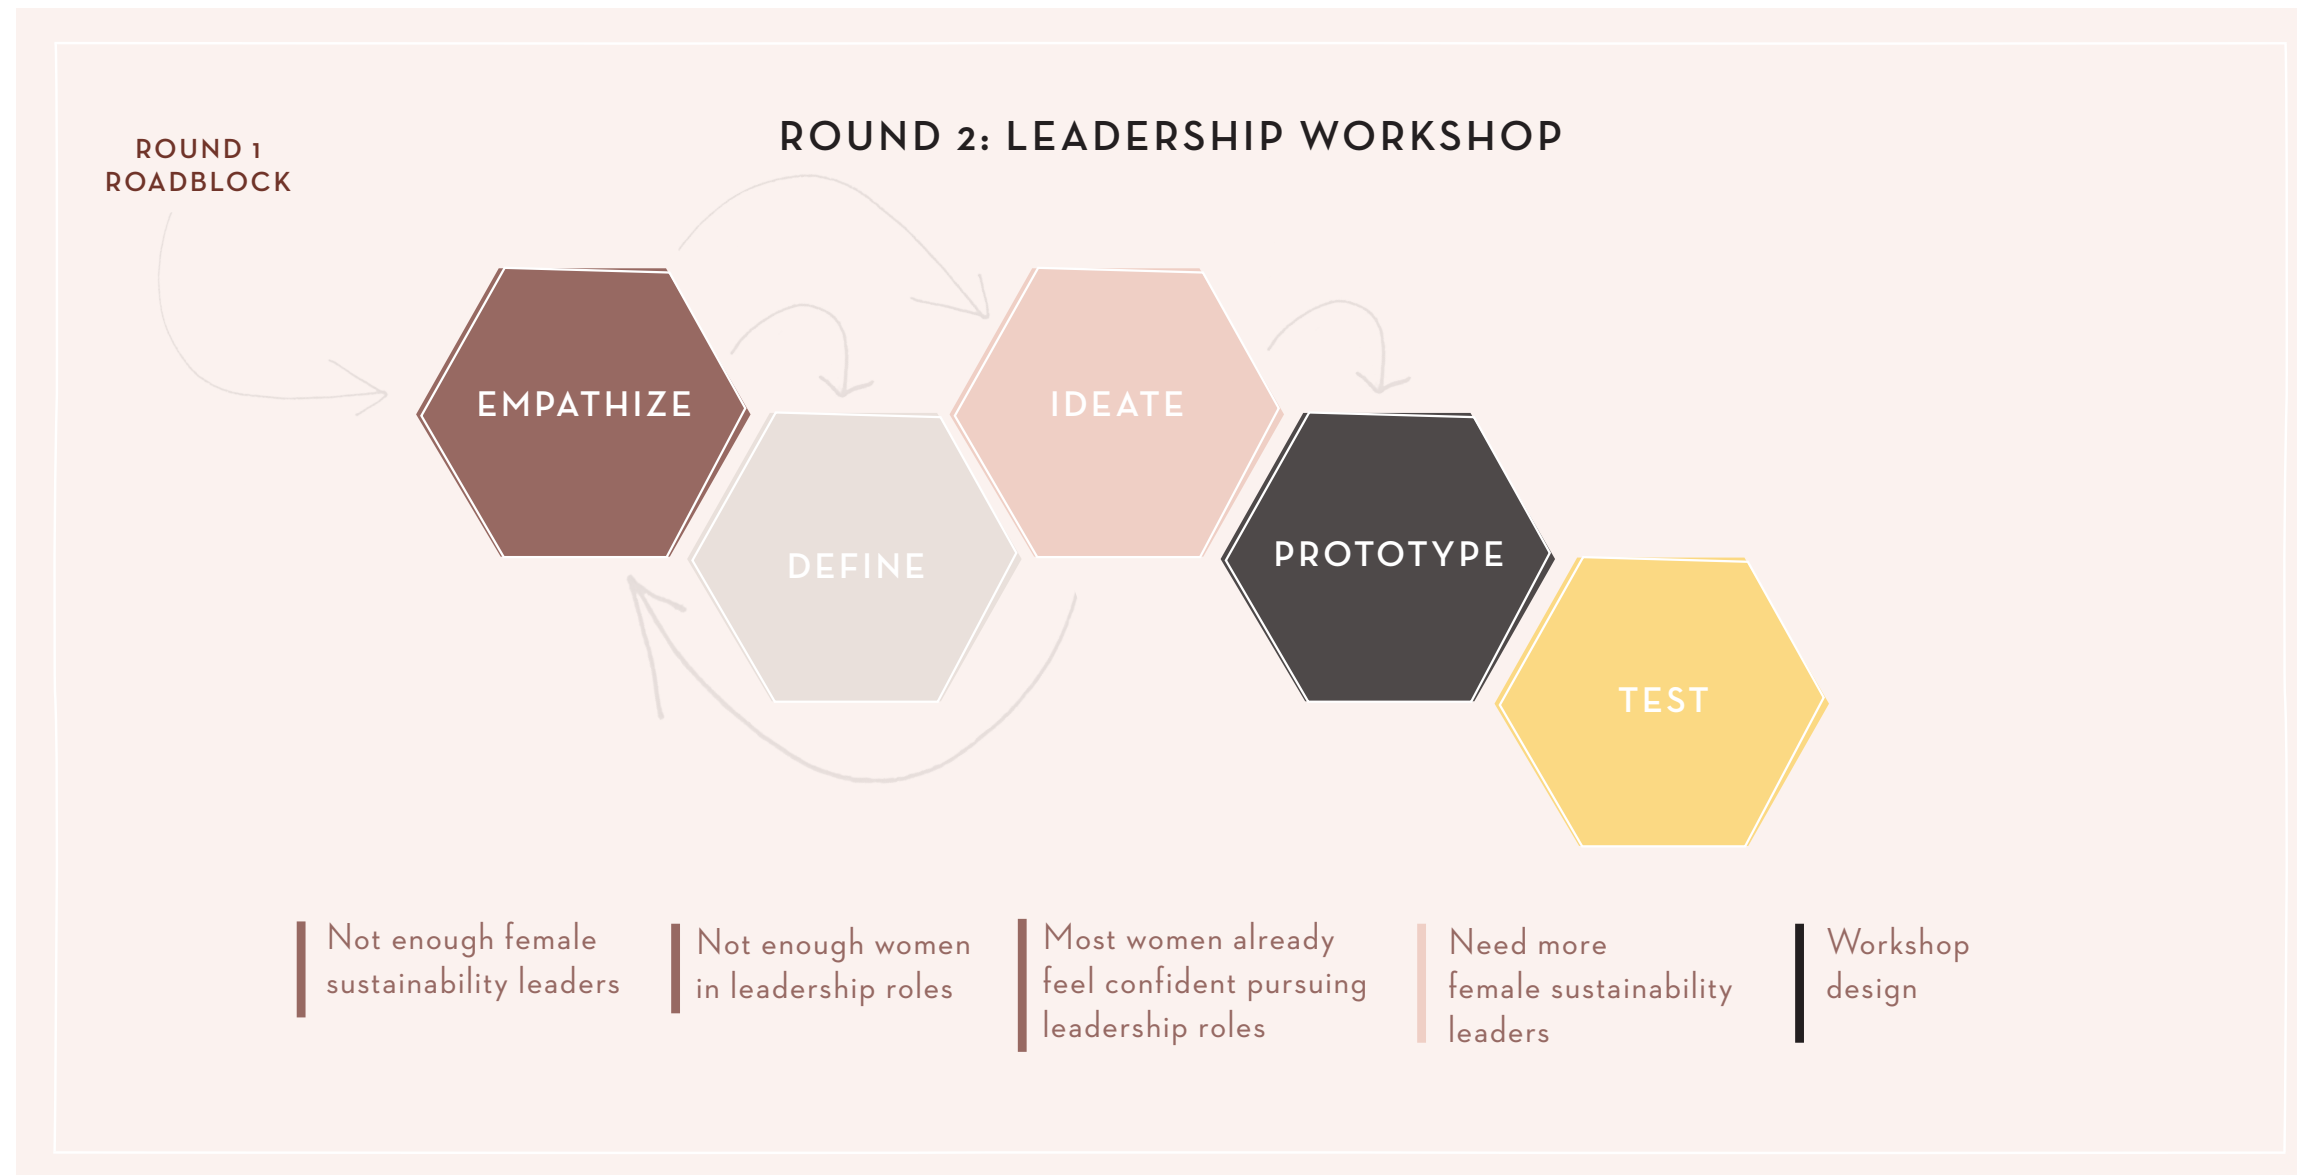 ROUND 2: LEADERSHIP WORKSHOP
ROUND 1
ROADBLOCK
EMPATHIZE
DEFINE
IDEATE
PROTOTYPE
TEST
Not enough female
sustainability leaders
Not enough women
in leadership roles
Most women already
feel confident pursuing
leadership roles
Need more
female sustainability
leaders
Workshop
design